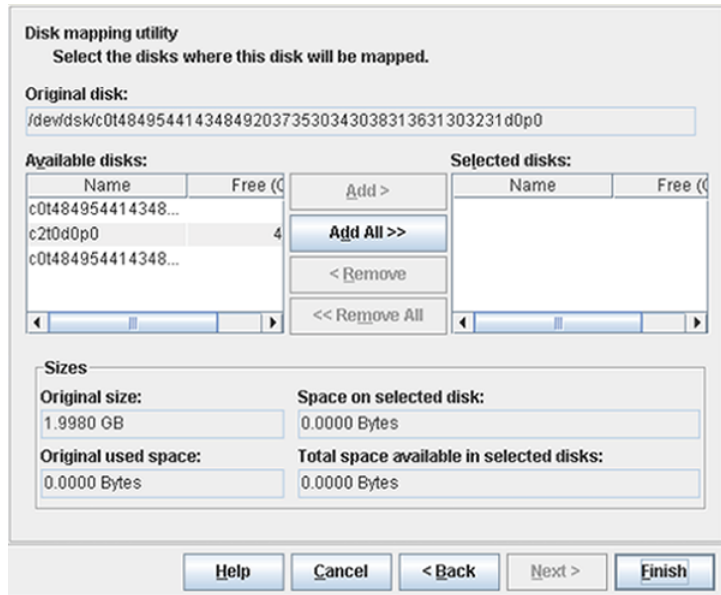 Disk mapping utility
Select the disks where this disk will be mapped.
Original disk:
/dev/dsk/c0t48495441434849203735303430383136313032​31d0p0
Available disks:
Selected disks:
Name Free (G
Name Free (G
c0t484954414348...
c2t0d0p0 4
c0t484954414348...
Add >
Add All >>
< Remove
<< Remove All
Sizes
Original size:
Space on selected disk:
1.9980 GB
0.0000 Bytes
Original used space:
Total space available in selected disks:
0.0000 Bytes
0.0000 Bytes
Help Cancel < Back Next > Finish